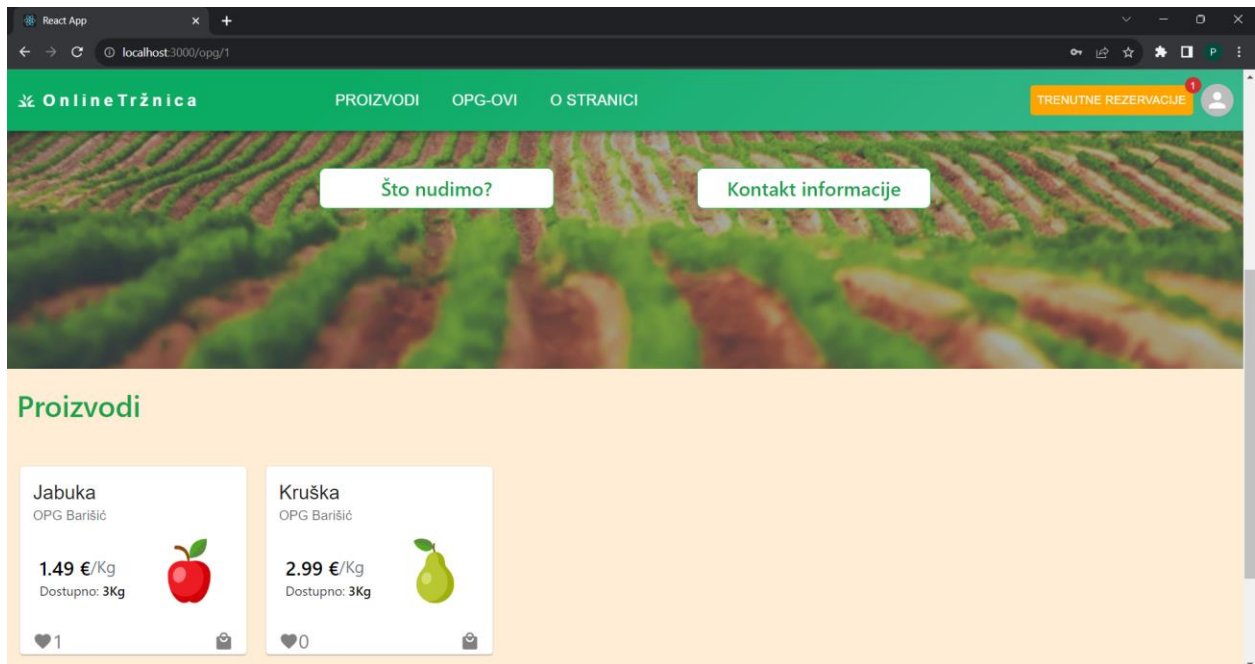 React App
localhost:3000/opg/1
P
OnlineTržnica PROIZVODI OPG-OVI O STRANICI TRENUTNE REZERVACIJE 1
Što nudimo? Kontakt informacije
Proizvodi
Jabuka
OPG Barišić
1.49 €/Kg
Dostupno: 3Kg
1
Kruška
OPG Barišić
2.99 €/Kg
Dostupno: 3Kg
0